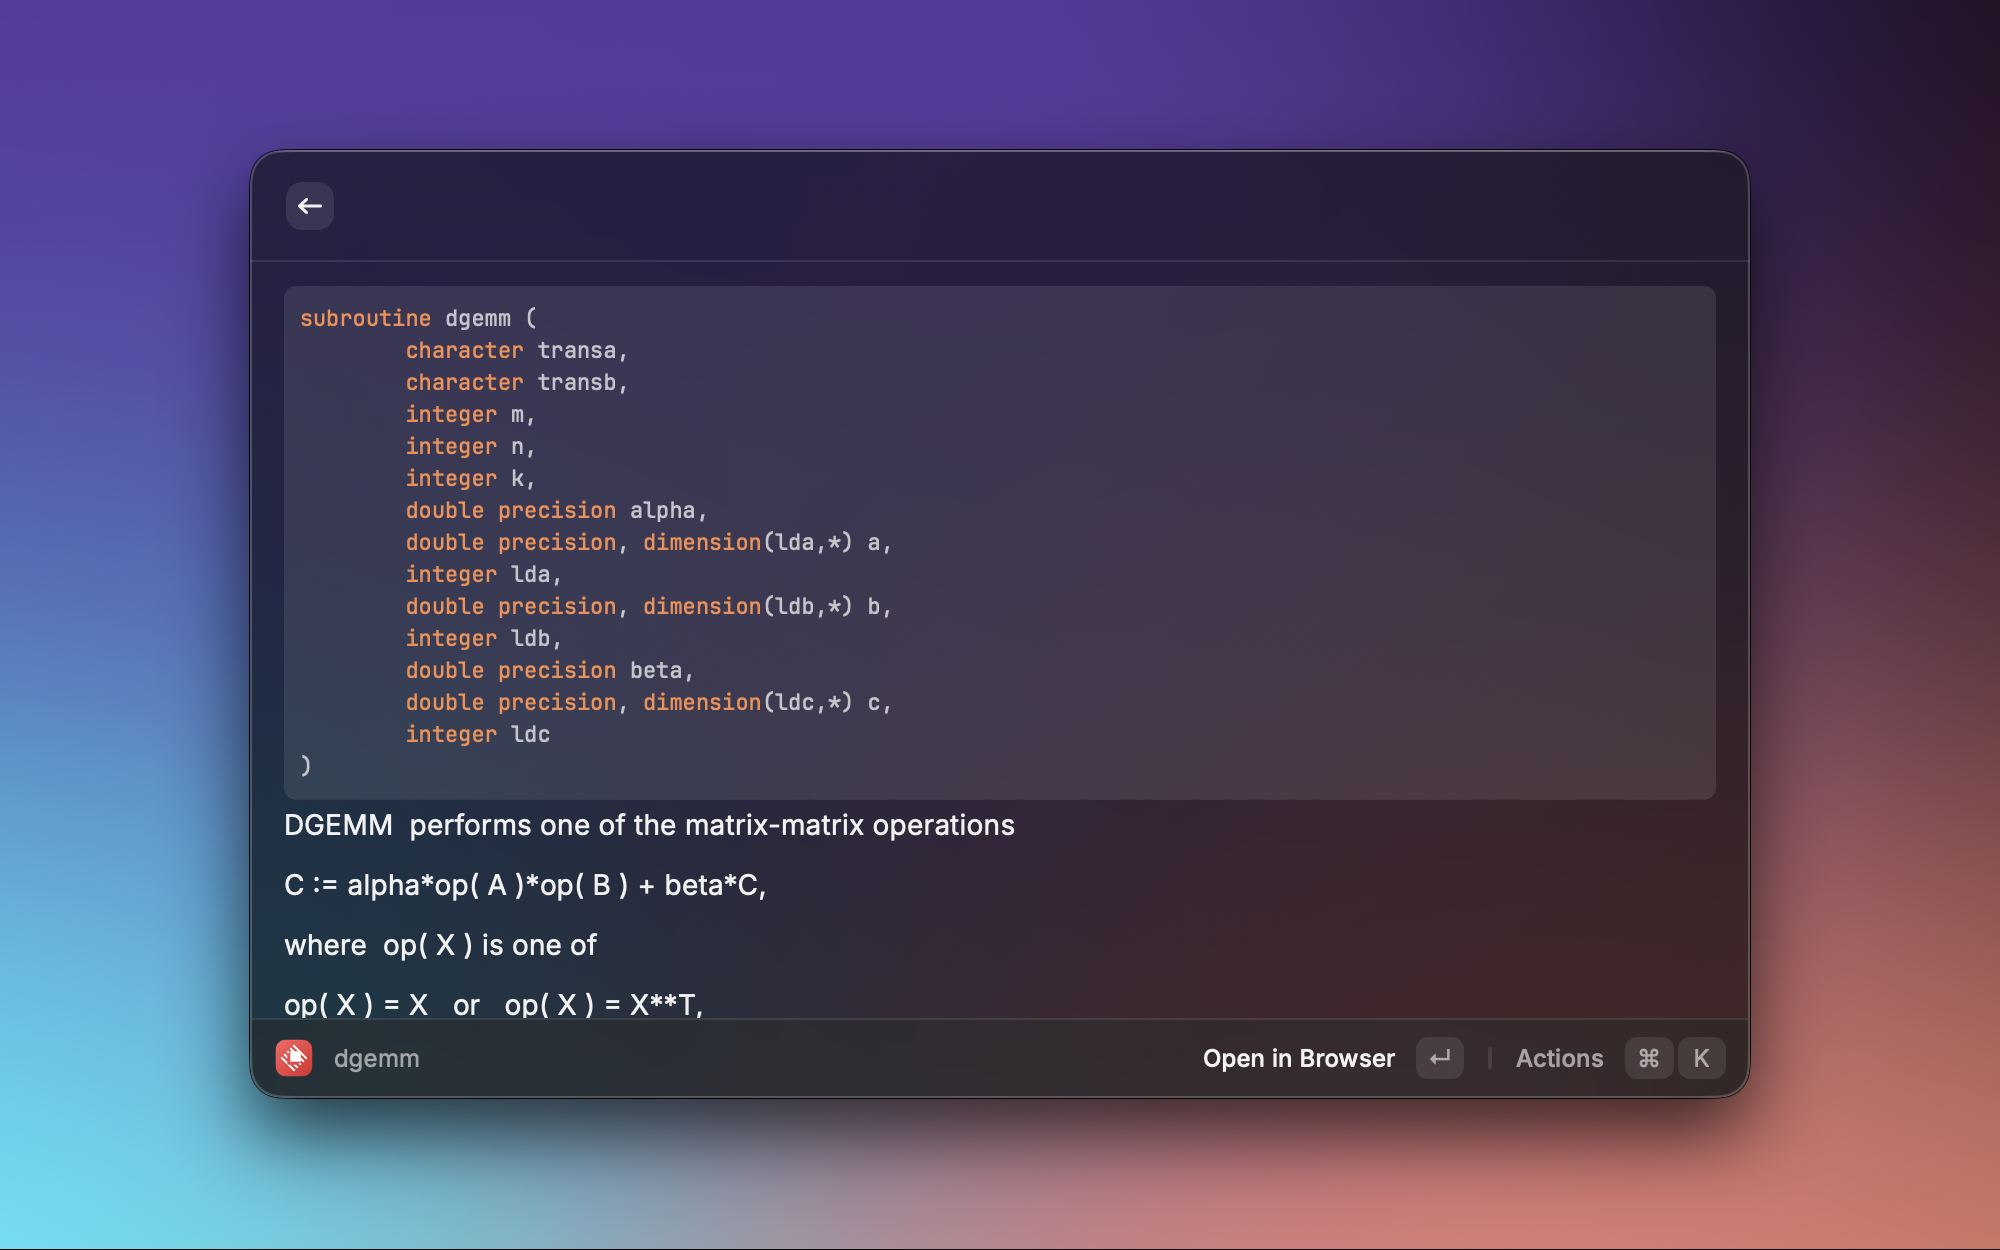 subroutine dgemm (
        character transa,
        character transb,
        integer m,
        integer n,
        integer k,
        double precision alpha,
        double precision, dimension(lda,*) a,
        integer lda,
        double precision, dimension(ldb,*) b,
        integer ldb,
        double precision beta,
        double precision, dimension(ldc,*) c,
        integer ldc
)
DGEMM  performs one of the matrix-matrix operations
C := alpha*op( A )*op( B ) + beta*C,
where  op( X ) is one of
op( X ) = X   or   op( X ) = X**T,
dgemm Open in Browser ↵ | Actions ⌘ K